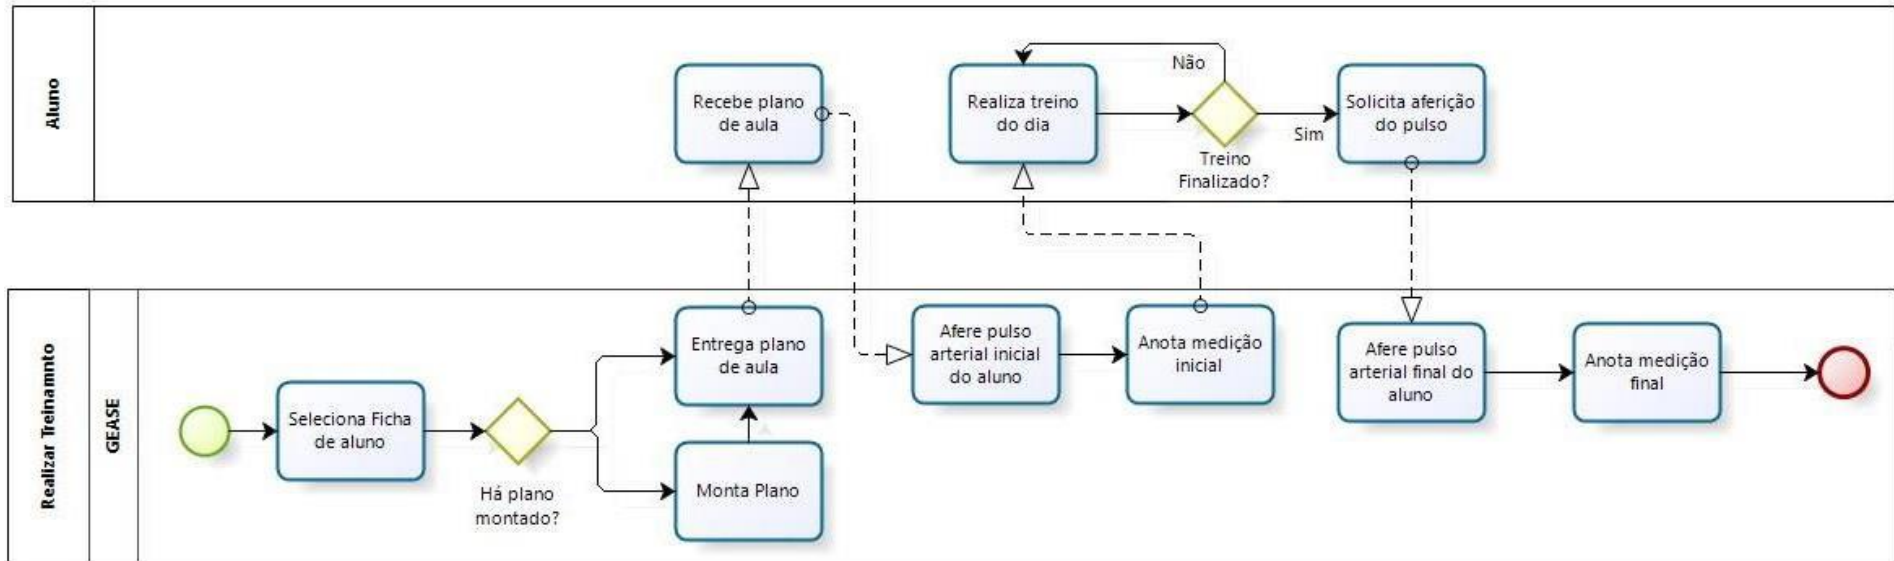 Aluno
Recebe plano
de aula
Realiza treino
do dia
Não
Treino
Finalizado?
Sim
Solicita aferição
do pulso
Realizar Treinamnto
GEASE
Seleciona Ficha
de aluno
Há plano
montado?
Entrega plano
de aula
Monta Plano
Afere pulso
arterial inicial
do aluno
Anota medição
inicial
Afere pulso
arterial final do
aluno
Anota medição
final